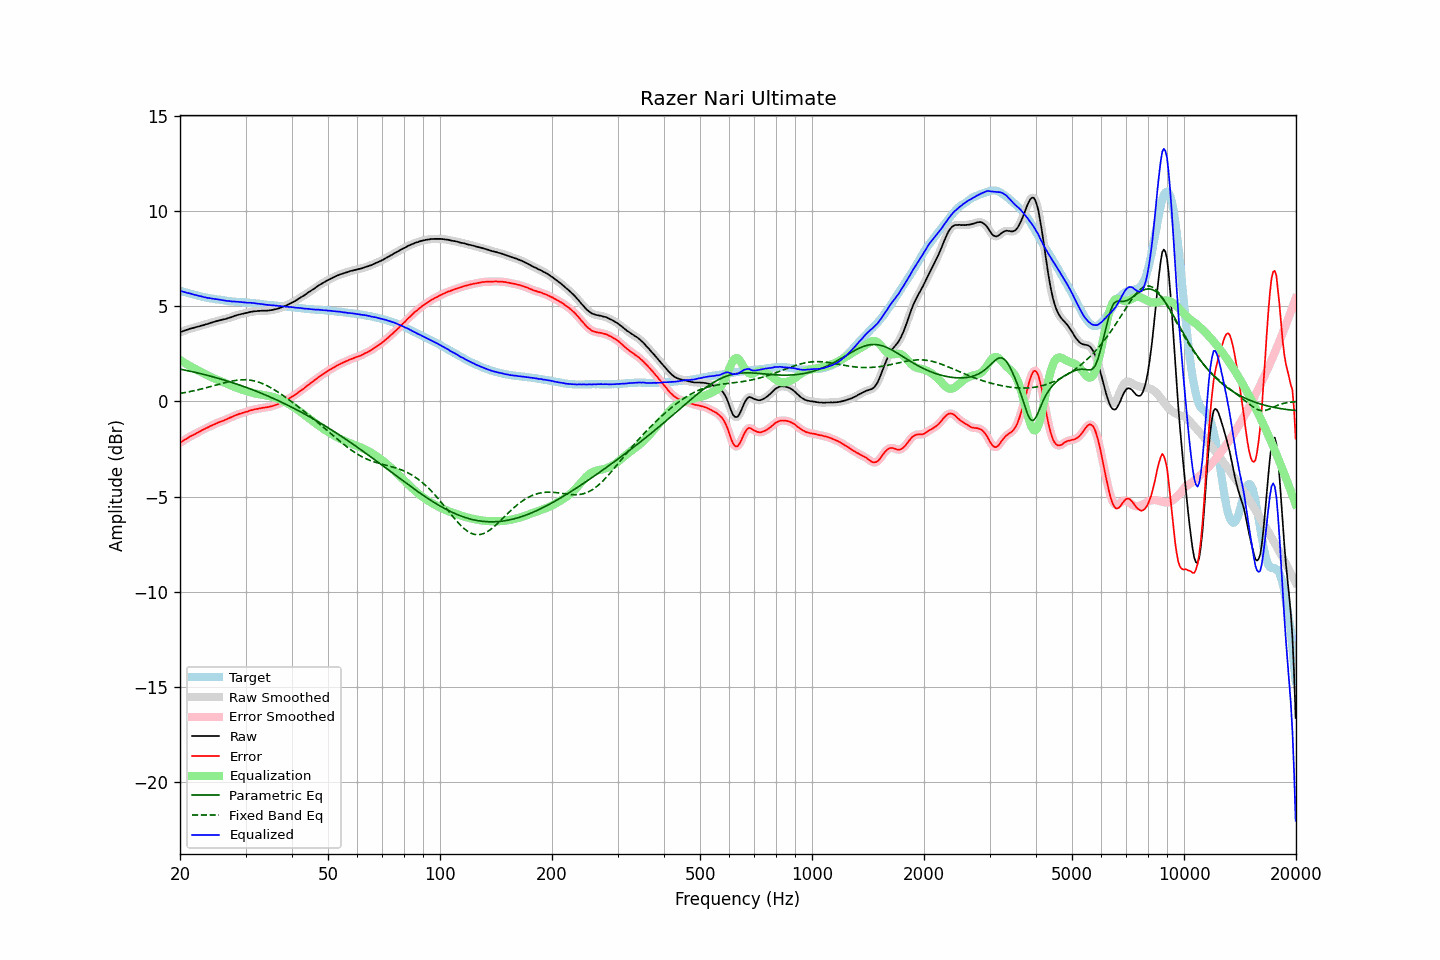 Razer Nari Ultimate
15
10
5
0
−5
−10
−15
−20
Amplitude (dBr)
Target
Raw Smoothed
Error Smoothed
Raw
Error
Equalization
Parametric Eq
Fixed Band Eq
Equalized
20 50 100 200 500 1000 2000 5000 10000 20000
Frequency (Hz)